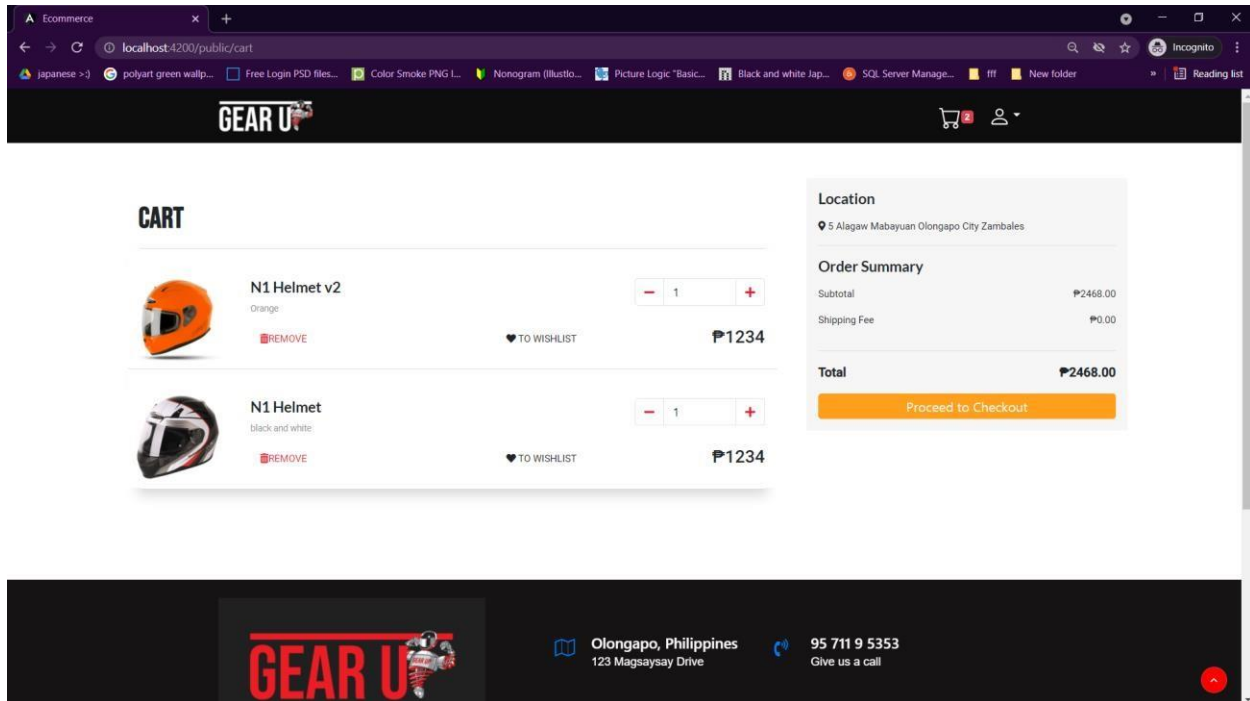 Ecommerce
localhost:4200/public/cart
Incognito
japanese >:)
polyart green wallp...
Free Login PSD files...
Color Smoke PNG I...
Nonogram (Illustlo...
Picture Logic "Basic...
Black and white Jap...
SQL Server Manage...
fff
New folder
»
Reading list
GEAR UP
2
CART
N1 Helmet v2
Orange
REMOVE
TO WISHLIST
1
₱1234
N1 Helmet
black and white
REMOVE
TO WISHLIST
1
₱1234
Location
5 Alagaw Mabayuan Olongapo City Zambales
Order Summary
Subtotal ₱2468.00
Shipping Fee ₱0.00
Total ₱2468.00
Proceed to Checkout
GEAR UP
Olongapo, Philippines
123 Magsaysay Drive
95 711 9 5353
Give us a call